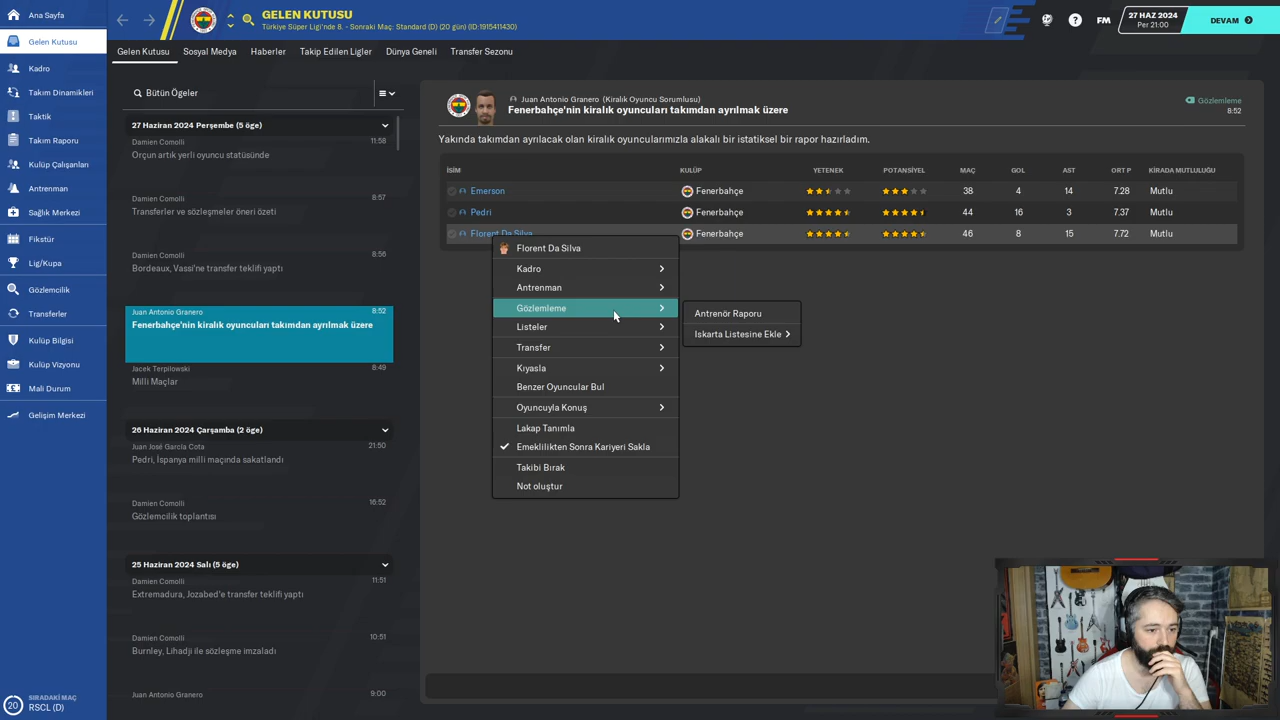 Ana Sayfa
Gelen Kutusu
Kadro
Takım Dinamikleri
Taktik
Takım Raporu
Kulüp Çalışanları
Antrenman
Sağlık Merkezi
Fikstür
Lig/Kupa
Gözlemcilik
Transferler
Kulüp Bilgisi
Kulüp Vizyonu
Mali Durum
Gelişim Merkezi
20
SIRADAKİ MAÇ
RSCL (D)
GELEN KUTUSU
Türkiye Süper Ligi'nde 8. - Sonraki Maç: Standard (D) (20 gün) (ID:1915411430)
FM
27 HAZ 2024
Per 21:00
DEVAM
Gelen Kutusu Sosyal Medya Haberler Takip Edilen Ligler Dünya Geneli Transfer Sezonu
Bütün Ögeler
27 Haziran 2024 Perşembe (5 öge)
Damien Comolli 11:58
Orçun artık yerli oyuncu statüsünde
Damien Comolli 8:57
Transferler ve sözleşmeler öneri özeti
Damien Comolli 8:56
Bordeaux, Vassi'ne transfer teklifi yaptı
Juan Antonio Granero 8:52
Fenerbahçe'nin kiralık oyuncuları takımdan ayrılmak üzere
Jacek Terpilowski 8:49
Milli Maçlar
26 Haziran 2024 Çarşamba (2 öge)
Juan José García Cota 21:50
Pedri, İspanya milli maçında sakatlandı
Damien Comolli 16:52
Gözlemcilik toplantısı
25 Haziran 2024 Salı (5 öge)
Damien Comolli 11:51
Extremadura, Jozabed'e transfer teklifi yaptı
Damien Comolli 10:51
Burnley, Lihadji ile sözleşme imzaladı
Juan Antonio Granero 9:00
Juan Antonio Granero (Kiralık Oyuncu Sorumlusu)
Fenerbahçe'nin kiralık oyuncuları takımdan ayrılmak üzere
Gözlemleme
8:52
Yakında takımdan ayrılacak olan kiralık oyuncularımızla alakalı bir istatiksel bir rapor hazırladım.
İSİM KULÜP YETENEK POTANSİYEL MAÇ GOL AST ORT P KİRADA MUTLULUĞU
Emerson Fenerbahçe 38 4 14 7.28 Mutlu
Pedri Fenerbahçe 44 16 3 7.37 Mutlu
Florent Da Silva Fenerbahçe 46 8 15 7.72 Mutlu
Florent Da Silva
Kadro
Antrenman
Gözlemleme
Listeler
Transfer
Kıyasla
Benzer Oyuncular Bul
Oyuncuyla Konuş
Lakap Tanımla
Emeklilikten Sonra Kariyeri Sakla
Takibi Bırak
Not oluştur
Antrenör Raporu
Iskarta Listesine Ekle